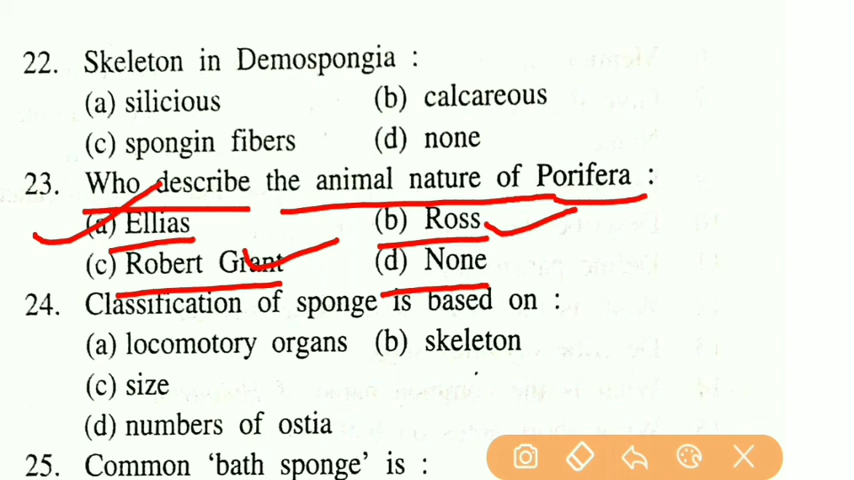 22. Skeleton in Demospongia :
(a) silicious (b) calcareous
(c) spongin fibers (d) none
23. Who describe the animal nature of Porifera :
(a) Ellias (b) Ross
(c) Robert Grant (d) None
24. Classification of sponge is based on :
(a) locomotory organs (b) skeleton
(c) size
(d) numbers of ostia
25. Common ‘bath sponge’ is :